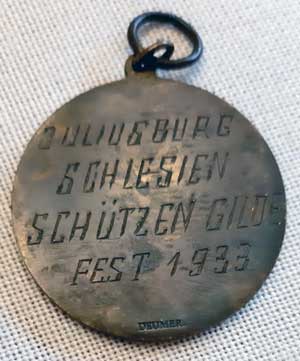 JULIUSBURG
SCHLESIEN
SCHÜTZEN GILDE
FEST 1933
DEUMER